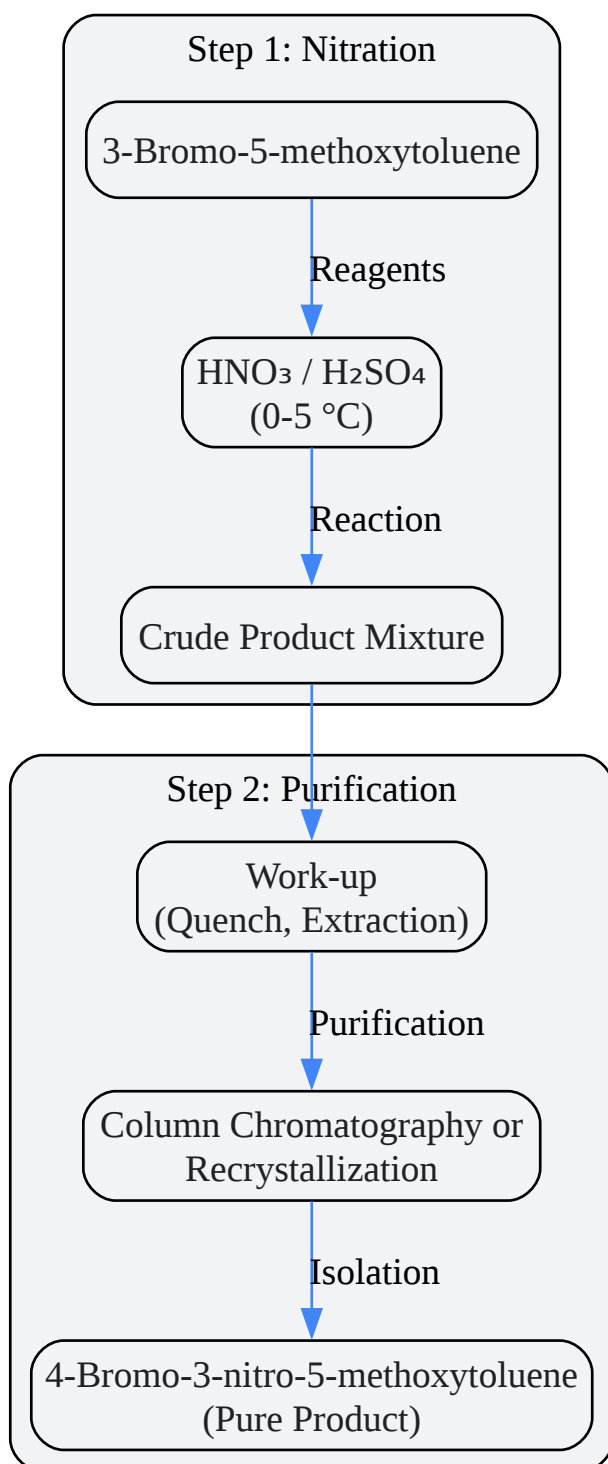 Step 1: Nitration
3-Bromo-5-methoxytoluene
Reagents
HNO₃ / H₂SO₄
(0-5 °C)
Reaction
Crude Product Mixture
Step 2: Purification
Work-up
(Quench, Extraction)
Purification
Column Chromatography or
Recrystallization
Isolation
4-Bromo-3-nitro-5-methoxytoluene
(Pure Product)